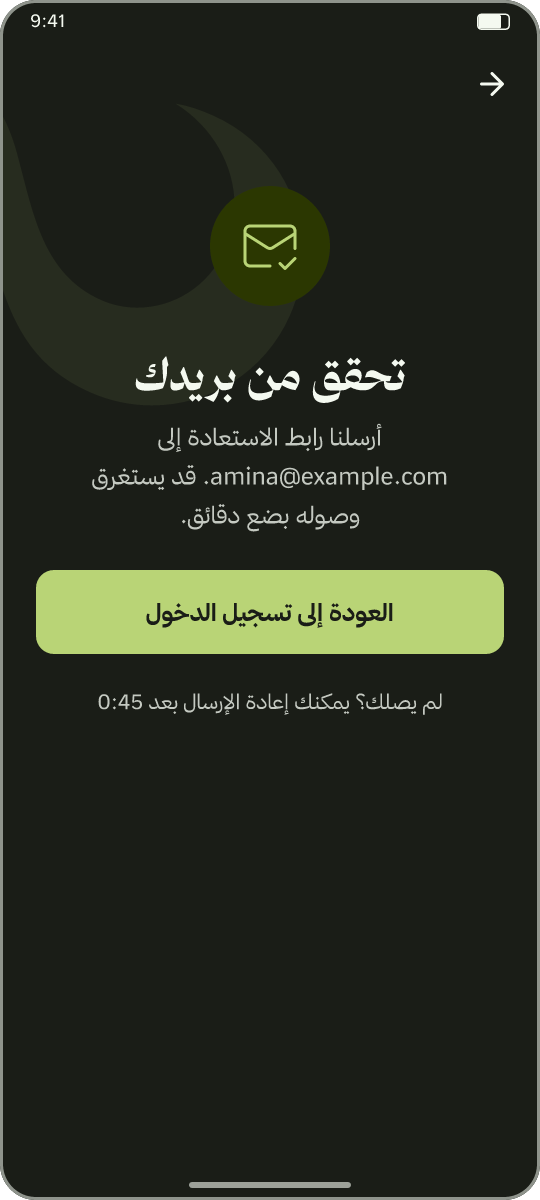 9:41
تحقق من بريدك
أرسلنا رابط الاستعادة إلى
amina@example.com. قد يستغرق
وصوله بضع دقائق.
العودة إلى تسجيل الدخول
لم يصلك؟ يمكنك إعادة الإرسال بعد 0:45